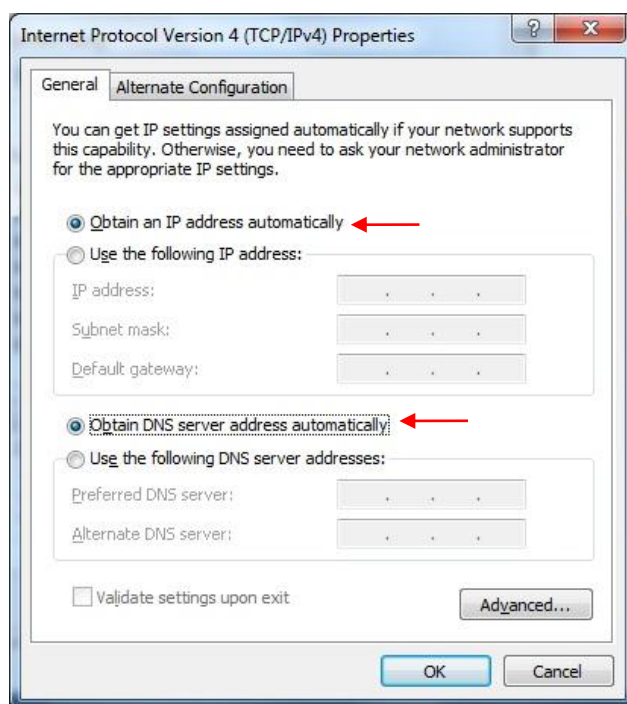 Internet Protocol Version 4 (TCP/IPv4) Properties
General
Alternate Configuration
You can get IP settings assigned automatically if your network supports
this capability. Otherwise, you need to ask your network administrator
for the appropriate IP settings.
Obtain an IP address automatically
Use the following IP address:
IP address:
Subnet mask:
Default gateway:
Obtain DNS server address automatically
Use the following DNS server addresses:
Preferred DNS server:
Alternate DNS server:
Validate settings upon exit
Advanced...
OK
Cancel